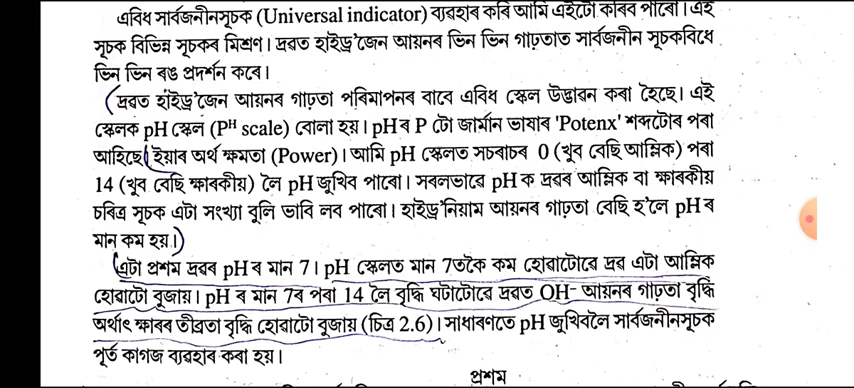 এবিধ সাৰ্বজনীনসূচক (Universal indicator) ব্যৱহাৰ কৰি আমি এইটো কৰিব পাৰো। এই
সূচক বিভিন্ন সূচকৰ মিশ্ৰণ। দ্ৰৱত হাইড্ৰ'জেন আয়নৰ ভিন ভিন গাঢ়তাত সাৰ্বজনীন সূচকবিধে
ভিন ভিন ৰঙ প্ৰদৰ্শন কৰে।
(দ্ৰৱত হাইড্ৰ'জেন আয়নৰ গাঢ়তা পৰিমাপনৰ বাবে এবিধ স্কেল উদ্ভাৱন কৰা হৈছে। এই
স্কেলক pH স্কেল (Pᴴ scale) বোলা হয়। pHৰ P টো জাৰ্মান ভাষাৰ 'Potenx' শব্দটোৰ পৰা
আহিছে। ইয়াৰ অৰ্থ ক্ষমতা (Power)। আমি pH স্কেলত সচৰাচৰ 0 (খুব বেছি আম্লিক) পৰা
14 (খুব বেছি ক্ষাৰকীয়) লৈ pH জুখিব পাৰো। সৰলভাৱে pH ক দ্ৰৱৰ আম্লিক বা ক্ষাৰকীয়
চৰিত্ৰ সূচক এটা সংখ্যা বুলি ভাবি লব পাৰো। হাইড্ৰ'নিয়াম আয়নৰ গাঢ়তা বেছি হ'লে pHৰ
মান কম হয়।)
(এটা প্ৰশম দ্ৰৱৰ pHৰ মান 7। pH স্কেলত মান 7তকৈ কম হোৱাটোৱে দ্ৰৱ এটা আম্লিক
হোৱাটো বুজায়। pH ৰ মান 7ৰ পৰা 14 লৈ বৃদ্ধি ঘটাটোৱে দ্ৰৱত OH⁻ আয়নৰ গাঢ়তা বৃদ্ধি
অৰ্থাৎ ক্ষাৰৰ তীব্ৰতা বৃদ্ধি হোৱাটো বুজায় (চিত্ৰ 2.6)। সাধাৰণতে pH জুখিবলৈ সাৰ্বজনীনসূচক
পূৰ্ত কাগজ ব্যৱহাৰ কৰা হয়।
প্ৰশম